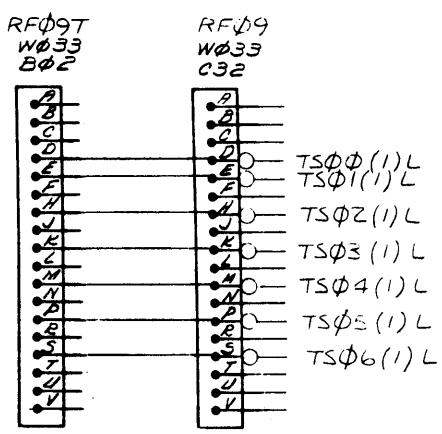 RFØ9T
WØ33
BØ2
RFØ9
WØ33
C32
A
B
C
D
E
F
H
J
K
L
M
N
P
R
S
T
U
V
A
B
C
D
E
F
H
J
K
L
M
N
P
R
S
T
U
V
TSØØ(1)L
TSØ1(1)L
TSØ2(1)L
TSØ3(1)L
TSØ4(1)L
TSØ5(1)L
TSØ6(1)L